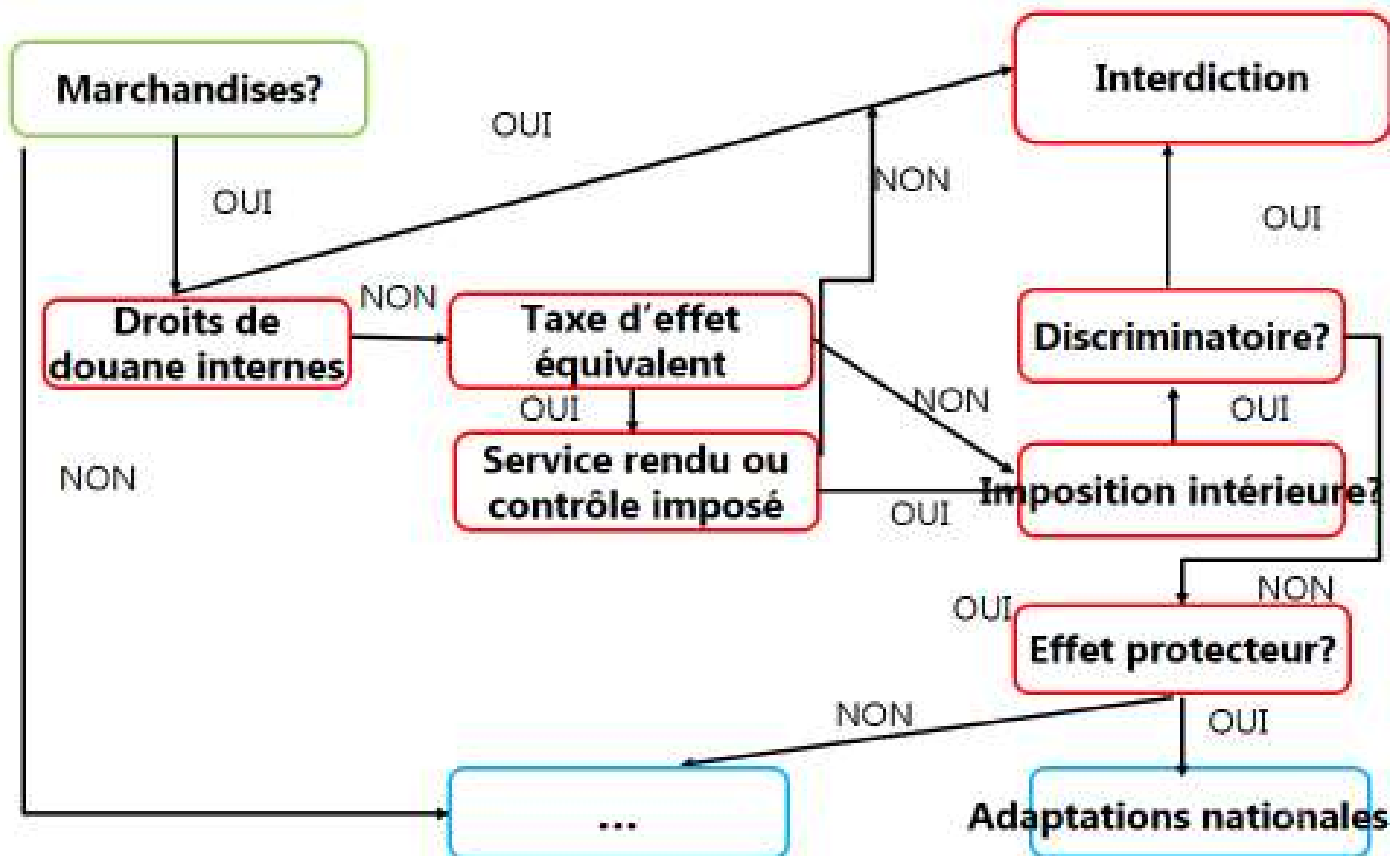 Marchandises?
Interdiction
OUI
NON
OUI
OUI
NON
Droits de
douane internes
Taxe d'effet
équivalent
Discriminatoire?
OUI
NON
OUI
Service rendu ou
contrôle imposé
NON
Imposition intérieure?
OUI
NON
OUI
Effet protecteur?
NON
OUI
...
Adaptations nationales